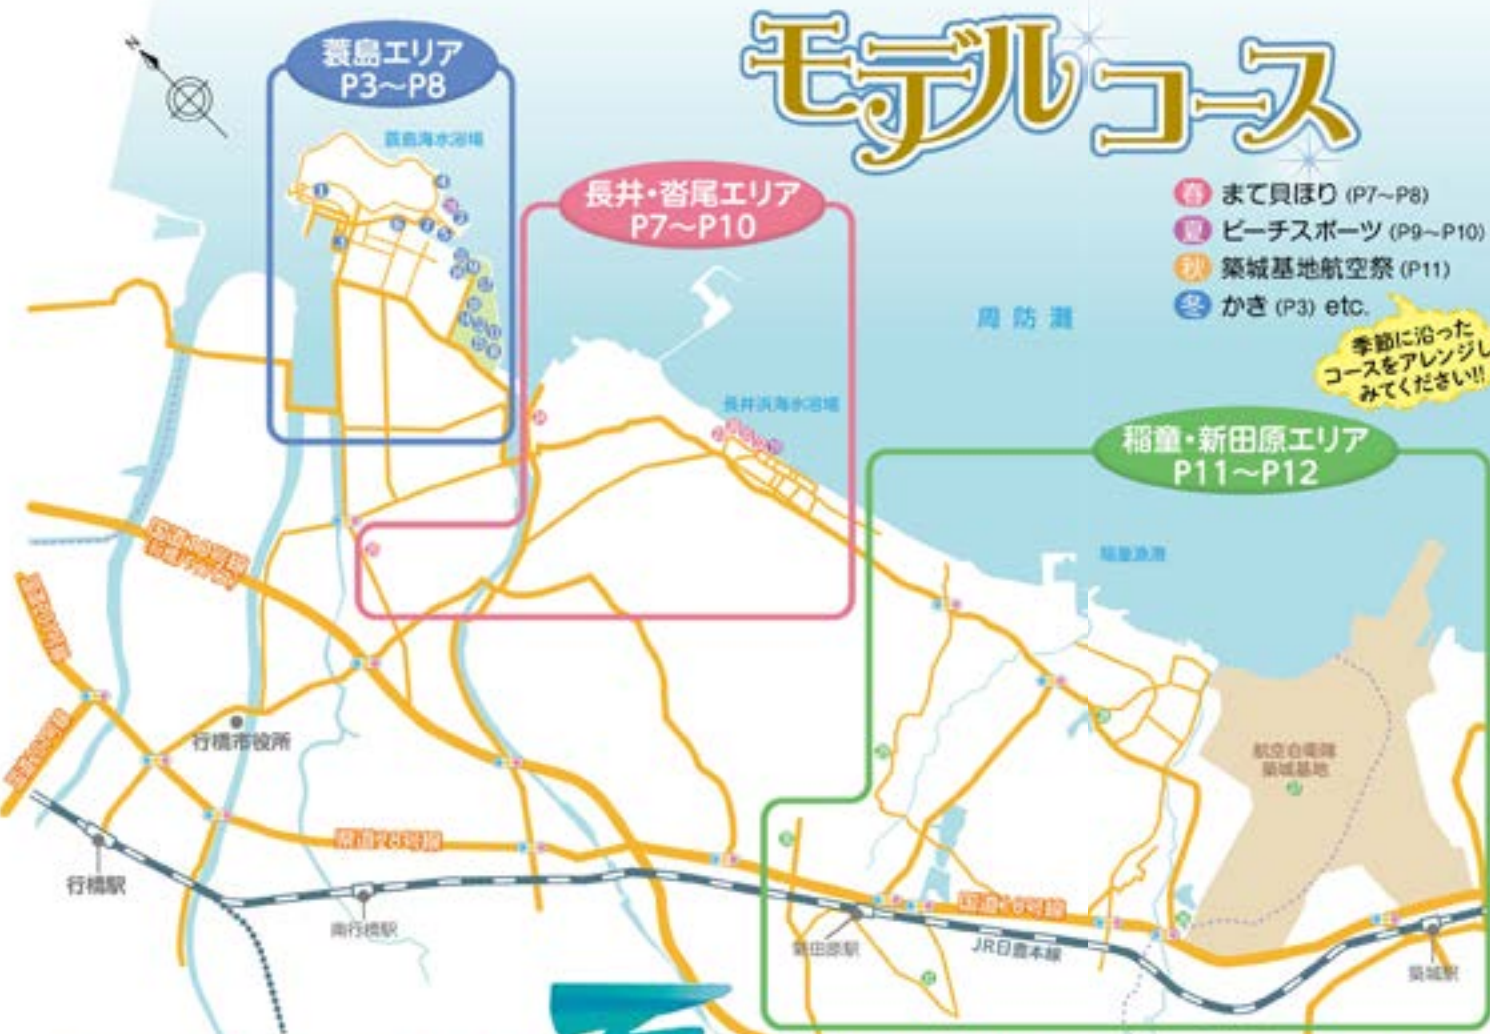 モデルコース
N
蓑島エリア
P3～P8
蓑島海水浴場
長井・沓尾エリア
P7～P10
春 まて貝ほり (P7～P8)
夏 ビーチスポーツ (P9～P10)
秋 築城基地航空祭 (P11)
冬 かき (P3) etc.
季節に沿った
コースをアレンジし
みてください!!
周防灘
長井浜海水浴場
稲童・新田原エリア
P11～P12
稲童漁港
行橋市役所
航空自衛隊
築城基地
県道28号線
行橋駅
南行橋駅
新田原駅
国道10号線
JR日豊本線
築城駅